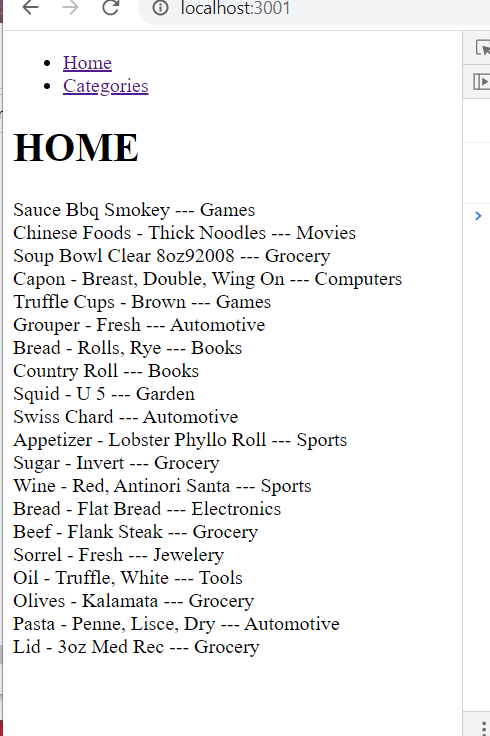 localhost:3001
Home
Categories
HOME
Sauce Bbq Smokey --- Games
Chinese Foods - Thick Noodles --- Movies
Soup Bowl Clear 8oz92008 --- Grocery
Capon - Breast, Double, Wing On --- Computers
Truffle Cups - Brown --- Games
Grouper - Fresh --- Automotive
Bread - Rolls, Rye --- Books
Country Roll --- Books
Squid - U 5 --- Garden
Swiss Chard --- Automotive
Appetizer - Lobster Phyllo Roll --- Sports
Sugar - Invert --- Grocery
Wine - Red, Antinori Santa --- Sports
Bread - Flat Bread --- Electronics
Beef - Flank Steak --- Grocery
Sorrel - Fresh --- Jewelery
Oil - Truffle, White --- Tools
Olives - Kalamata --- Grocery
Pasta - Penne, Lisce, Dry --- Automotive
Lid - 3oz Med Rec --- Grocery